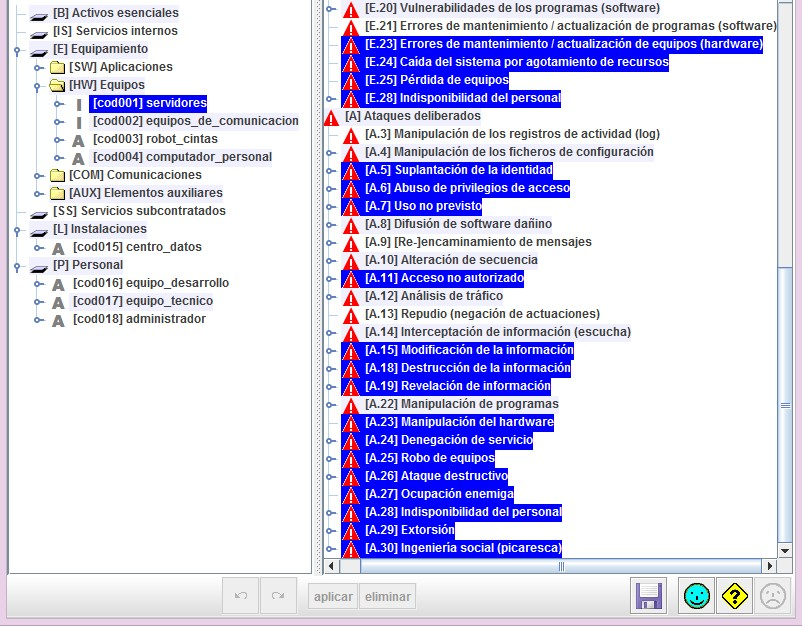 [B] Activos esenciales
[IS] Servicios internos
[E] Equipamiento
[SW] Aplicaciones
[HW] Equipos
[cod001] servidores
[cod002] equipos_de_comunicacion
[cod003] robot_cintas
[cod004] computador_personal
[COM] Comunicaciones
[AUX] Elementos auxiliares
[SS] Servicios subcontratados
[L] Instalaciones
[cod015] centro_datos
[P] Personal
[cod016] equipo_desarrollo
[cod017] equipo_tecnico
[cod018] administrador
[E.20] Vulnerabilidades de los programas (software)
[E.21] Errores de mantenimiento / actualización de programas (software)
[E.23] Errores de mantenimiento / actualización de equipos (hardware)
[E.24] Caída del sistema por agotamiento de recursos
[E.25] Pérdida de equipos
[E.28] Indisponibilidad del personal
[A] Ataques deliberados
[A.3] Manipulación de los registros de actividad (log)
[A.4] Manipulación de los ficheros de configuración
[A.5] Suplantación de la identidad
[A.6] Abuso de privilegios de acceso
[A.7] Uso no previsto
[A.8] Difusión de software dañino
[A.9] [Re-]encaminamiento de mensajes
[A.10] Alteración de secuencia
[A.11] Acceso no autorizado
[A.12] Análisis de tráfico
[A.13] Repudio (negación de actuaciones)
[A.14] Interceptación de información (escucha)
[A.15] Modificación de la información
[A.18] Destrucción de la información
[A.19] Revelación de información
[A.22] Manipulación de programas
[A.23] Manipulación del hardware
[A.24] Denegación de servicio
[A.25] Robo de equipos
[A.26] Ataque destructivo
[A.27] Ocupación enemiga
[A.28] Indisponibilidad del personal
[A.29] Extorsión
[A.30] Ingeniería social (picaresca)
aplicar eliminar